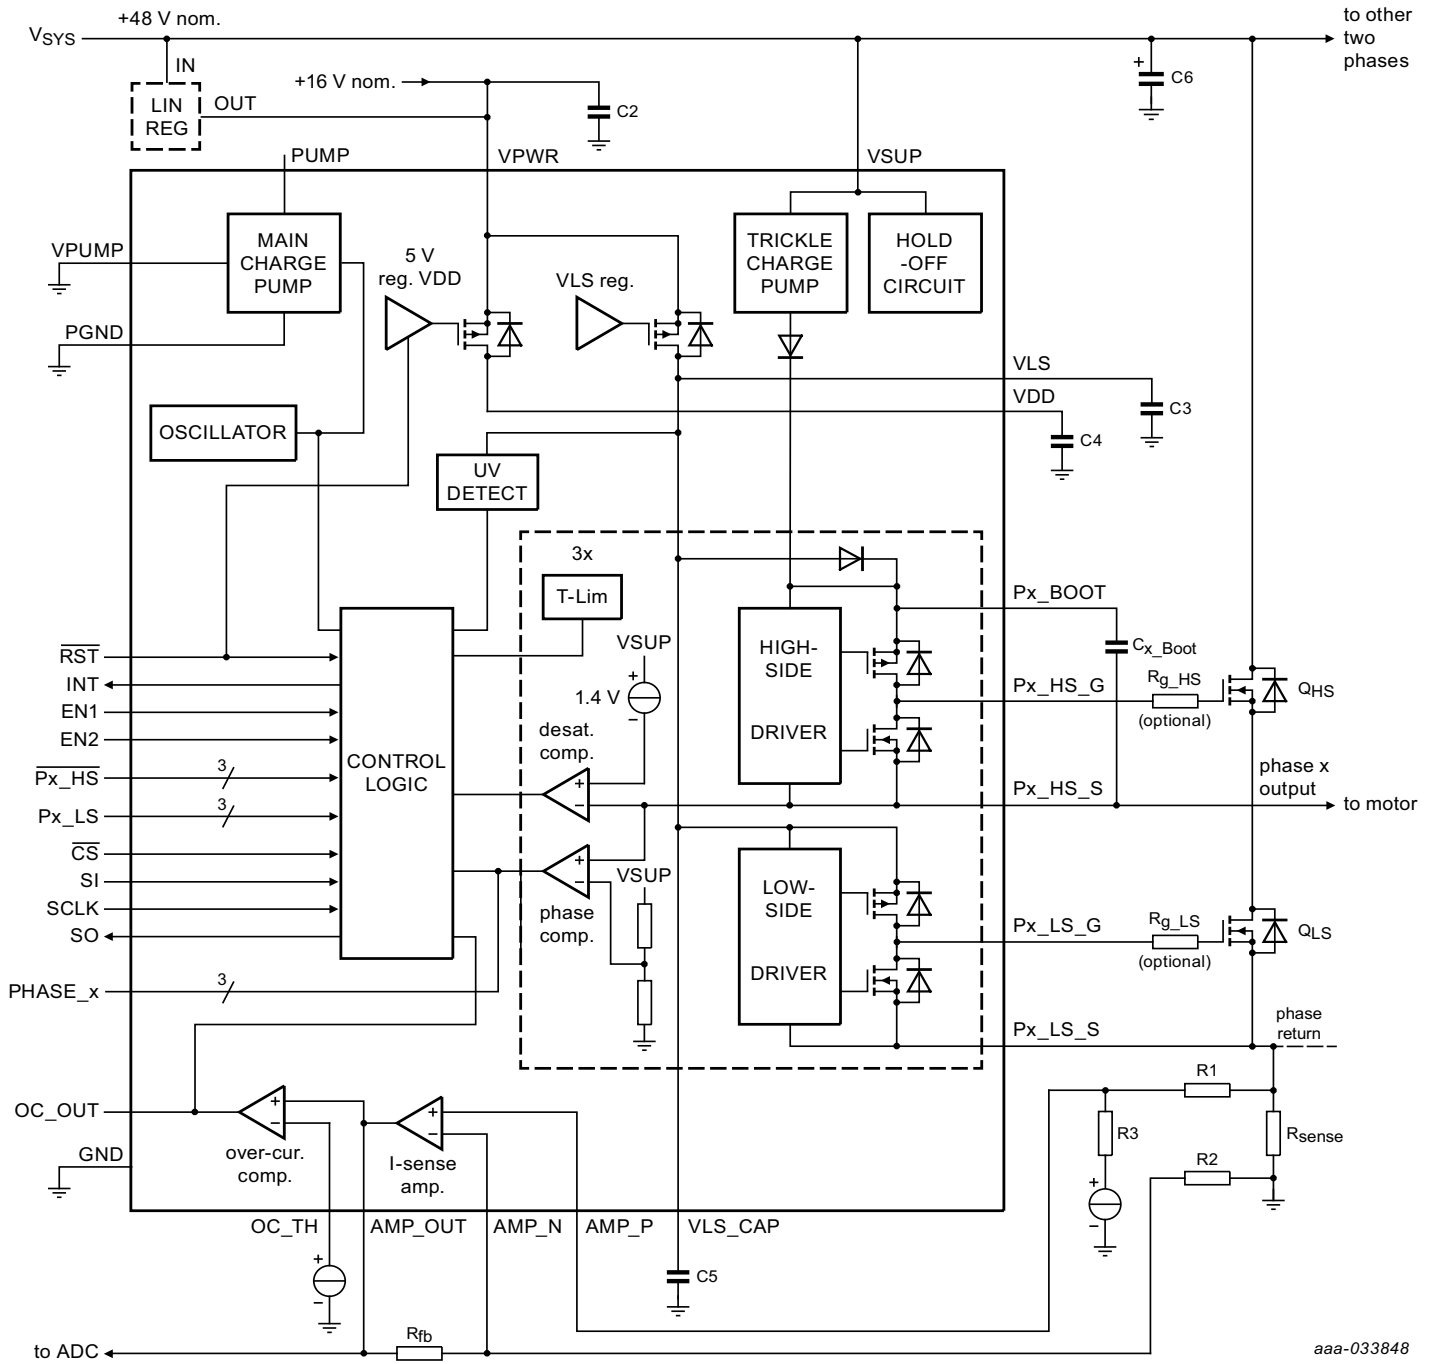 +48 V nom.
VSYS
to other
two
phases
IN
+16 V nom.
LIN
REG
OUT
C2
+
C6
PUMP
VPWR
VSUP
VPUMP
MAIN
CHARGE
PUMP
5 V
reg. VDD
VLS reg.
TRICKLE
CHARGE
PUMP
HOLD
-OFF
CIRCUIT
PGND
VLS
VDD
C3
C4
OSCILLATOR
UV
DETECT
3x
T-Lim
Px_BOOT
Cx_Boot
HIGH-
SIDE
DRIVER
VSUP
+
1.4 V
−
desat.
comp.
RST
INT
EN1
EN2
Px_HS
3
Px_LS
3
CS
SI
SCLK
SO
CONTROL
LOGIC
Px_HS_G
Rg_HS
(optional)
QHS
+
−
Px_HS_S
phase x
output
to motor
+
−
VSUP
phase
comp.
LOW-
SIDE
DRIVER
Px_LS_G
Rg_LS
(optional)
QLS
PHASE_x
3
Px_LS_S
phase
return
R1
R3
Rsense
R2
+
−
OC_OUT
+
−
over-cur.
comp.
+
−
I-sense
amp.
GND
OC_TH
AMP_OUT
AMP_N
AMP_P
VLS_CAP
+
−
C5
Rfb
to ADC
aaa-033848